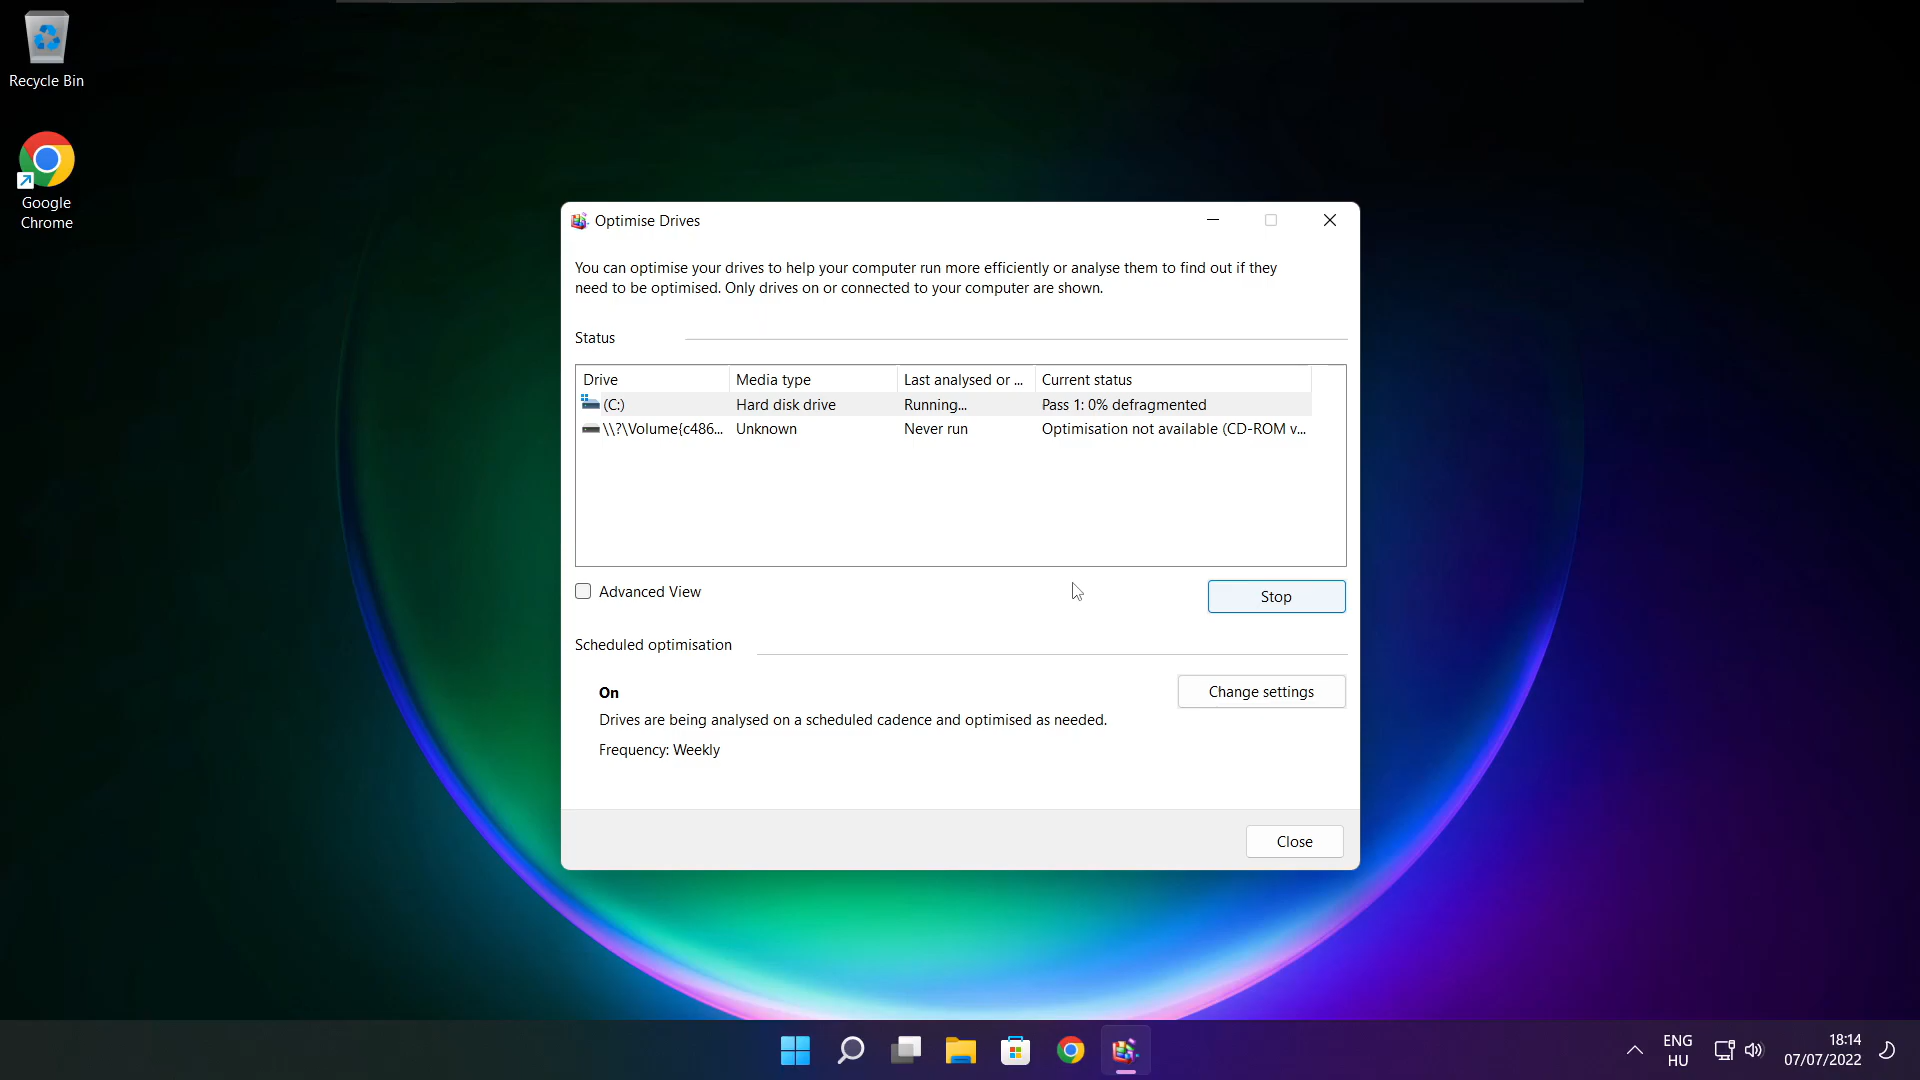 Recycle Bin
Google
Chrome
Optimise Drives
You can optimise your drives to help your computer run more efficiently or analyse them to find out if they
need to be optimised. Only drives on or connected to your computer are shown.
Status
Drive Media type Last analysed or ... Current status
(C:) Hard disk drive Running... Pass 1: 0% defragmented
\\?\Volume{c486... Unknown Never run Optimisation not available (CD-ROM v...
Advanced View
Stop
Scheduled optimisation
On
Change settings
Drives are being analysed on a scheduled cadence and optimised as needed.
Frequency: Weekly
Close
ENG
HU
18:14
07/07/2022